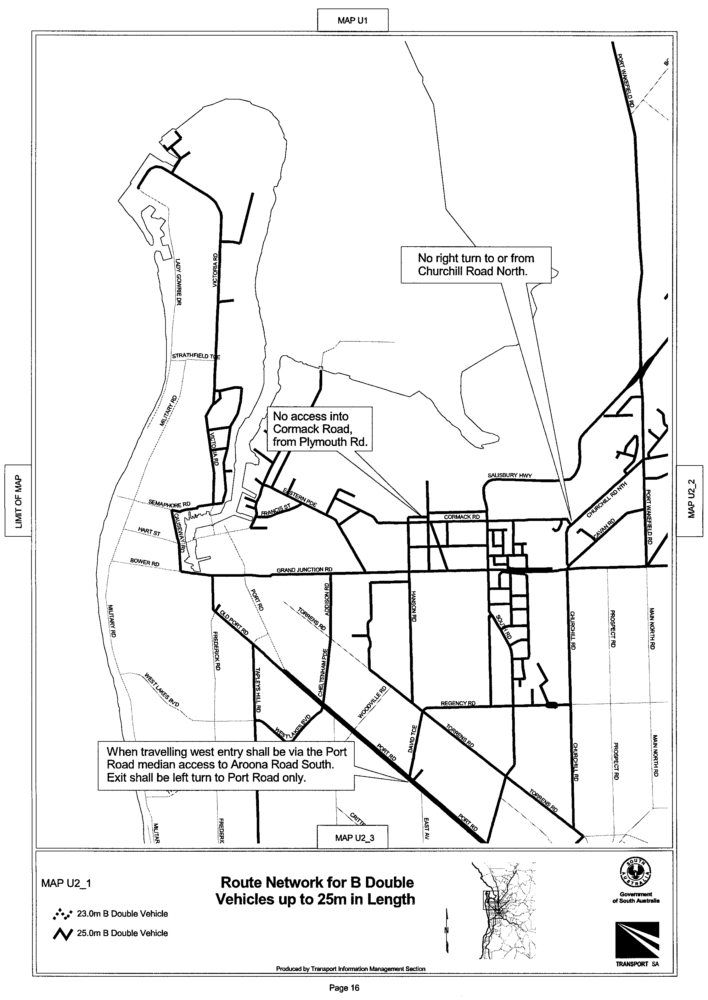 MAP U1
PORT WAKEFIELD RD
No right turn to or from
Churchill Road North.
LADY GOWRIE DR
VICTORIA RD
STRATHFIELD TCE
MILITARY RD
No access into
Cormack Road,
from Plymouth Rd.
VICTORIA RD
LIMIT OF MAP
MAP U2_2
SALISBURY HWY
SEMAPHORE RD
EASTERN PDE
FRANCIS ST
CHURCHILL RD NTH
PORT WAKEFIELD RD
CORMACK RD
CAVAN RD
CAUSEWAY RD
HART ST
BOWER RD
GRAND JUNCTION RD
PORT RD
ADDISON RD
HANSON RD
MILITARY RD
OLD PORT RD
TORRENS RD
SOUTH RD
CHURCHILL RD
PROSPECT RD
MAIN NORTH RD
FREDERICK RD
TAPLEYS HILL RD
CHELTENHAM PDE
WEST LAKES BVD
WOODVILLE RD
REGENCY RD
WEST LAKES BVD
DAVID TCE
TORRENS RD
PORT RD
CHURCHILL RD
PROSPECT RD
MAIN NORTH RD
When travelling west entry shall be via the Port
Road median access to Aroona Road South.
Exit shall be left turn to Port Road only.
TORRENS RD
PORT RD
CRITTE
EAST AV
MILITAR
FREDERIC
MAP U2_3
MAP U2_1
Route Network for B Double
Vehicles up to 25m in Length
23.0m B Double Vehicle
25.0m B Double Vehicle
N
SOUTH
AUSTRALIA
Government
of South Australia
TRANSPORT SA
Produced by Transport Information Management Section
Page 16